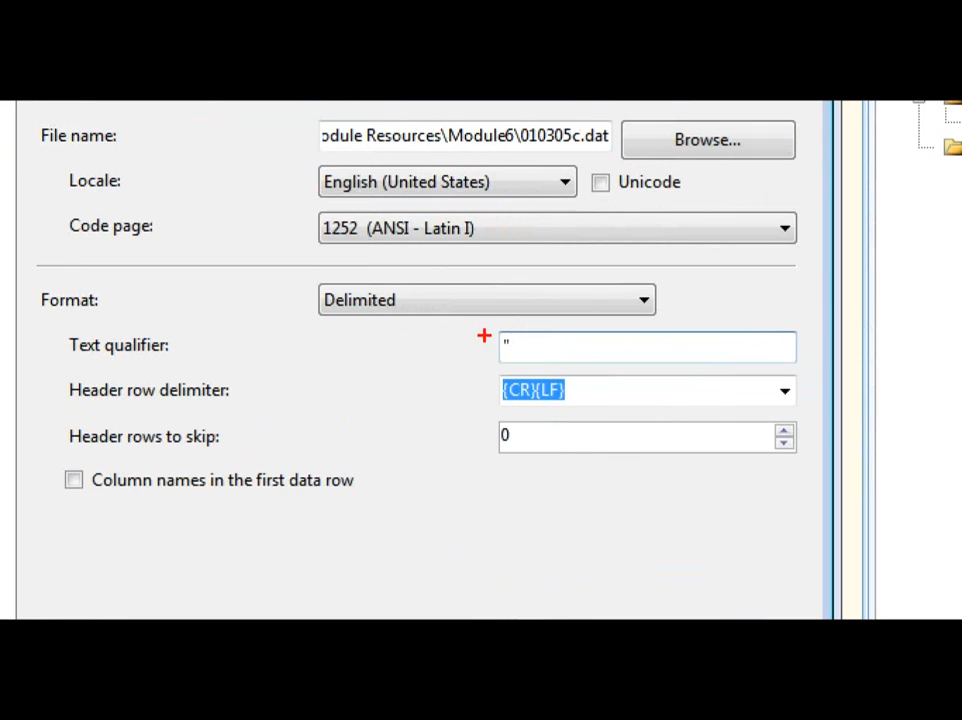 File name: odule Resources\Module6\010305c.dat Browse...
Locale: English (United States) Unicode
Code page: 1252 (ANSI - Latin I)
Format: Delimited
Text qualifier: "
Header row delimiter: {CR}{LF}
Header rows to skip: 0
Column names in the first data row